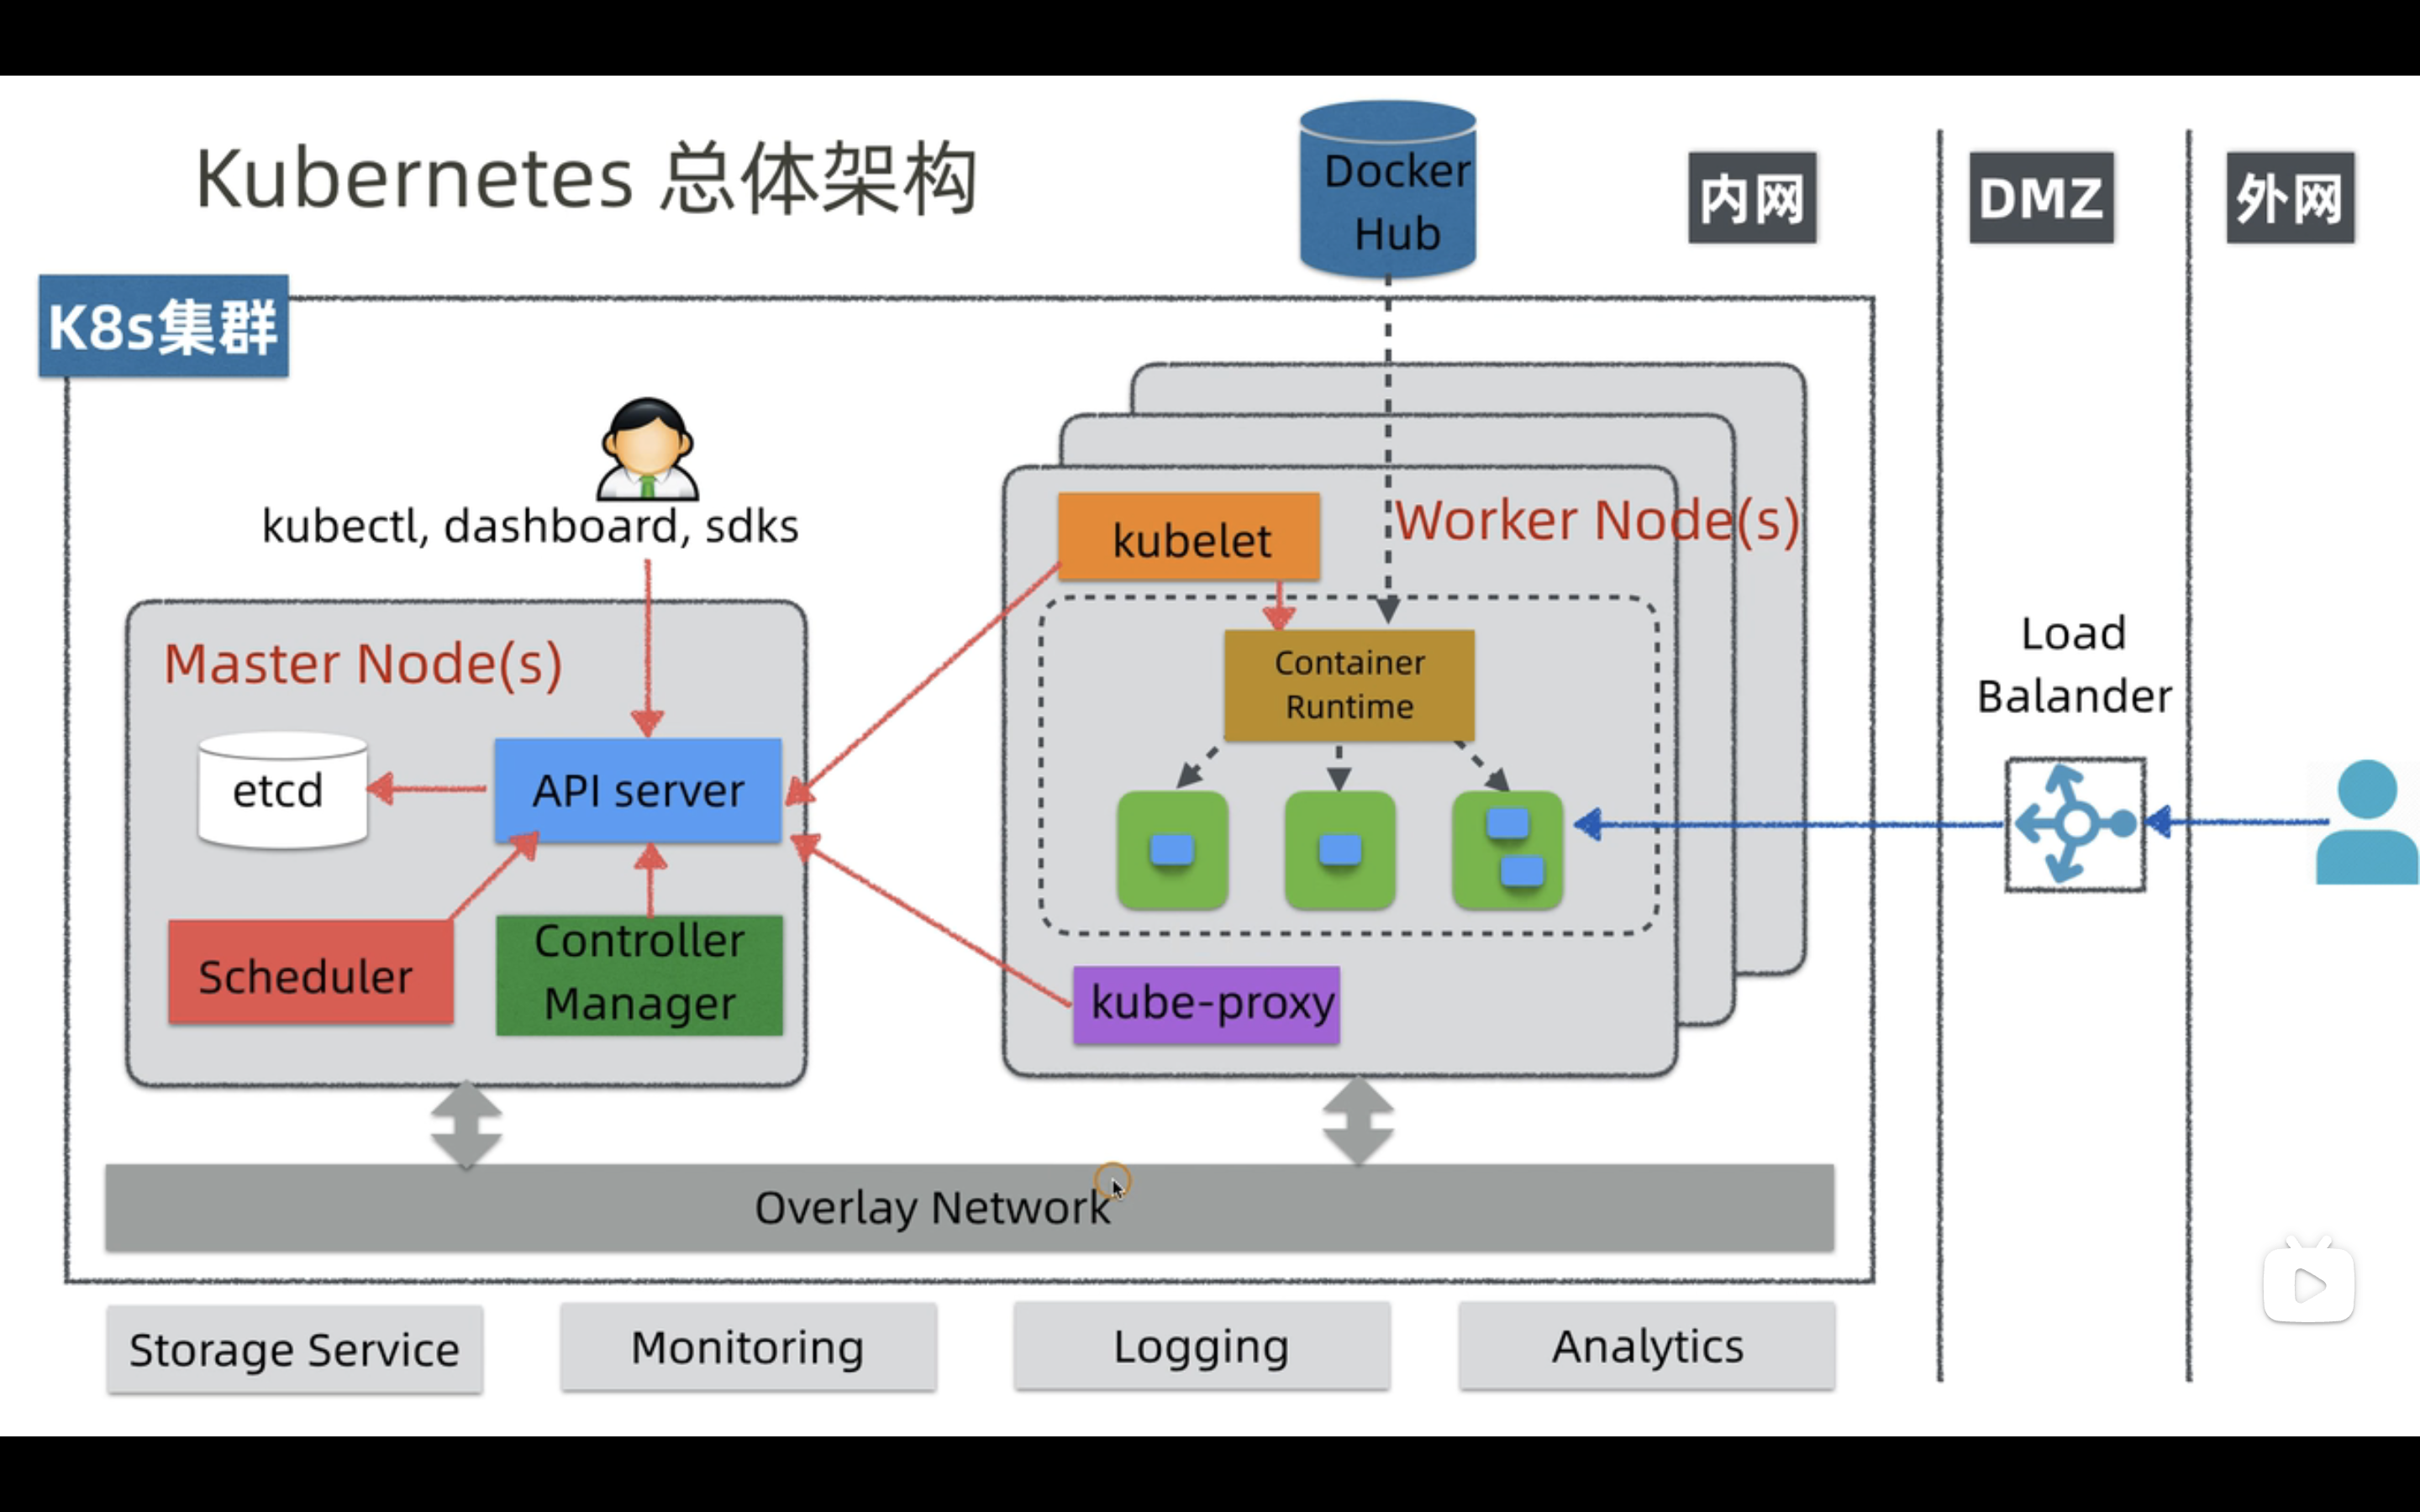 Kubernetes 总体架构
Docker
Hub
内网
DMZ
外网
K8s集群
kubectl, dashboard, sdks
kubelet
Worker Node(s)
Master Node(s)
Container
Runtime
Load
Balander
etcd
API server
Scheduler
Controller
Manager
kube-proxy
Overlay Network
Storage Service
Monitoring
Logging
Analytics